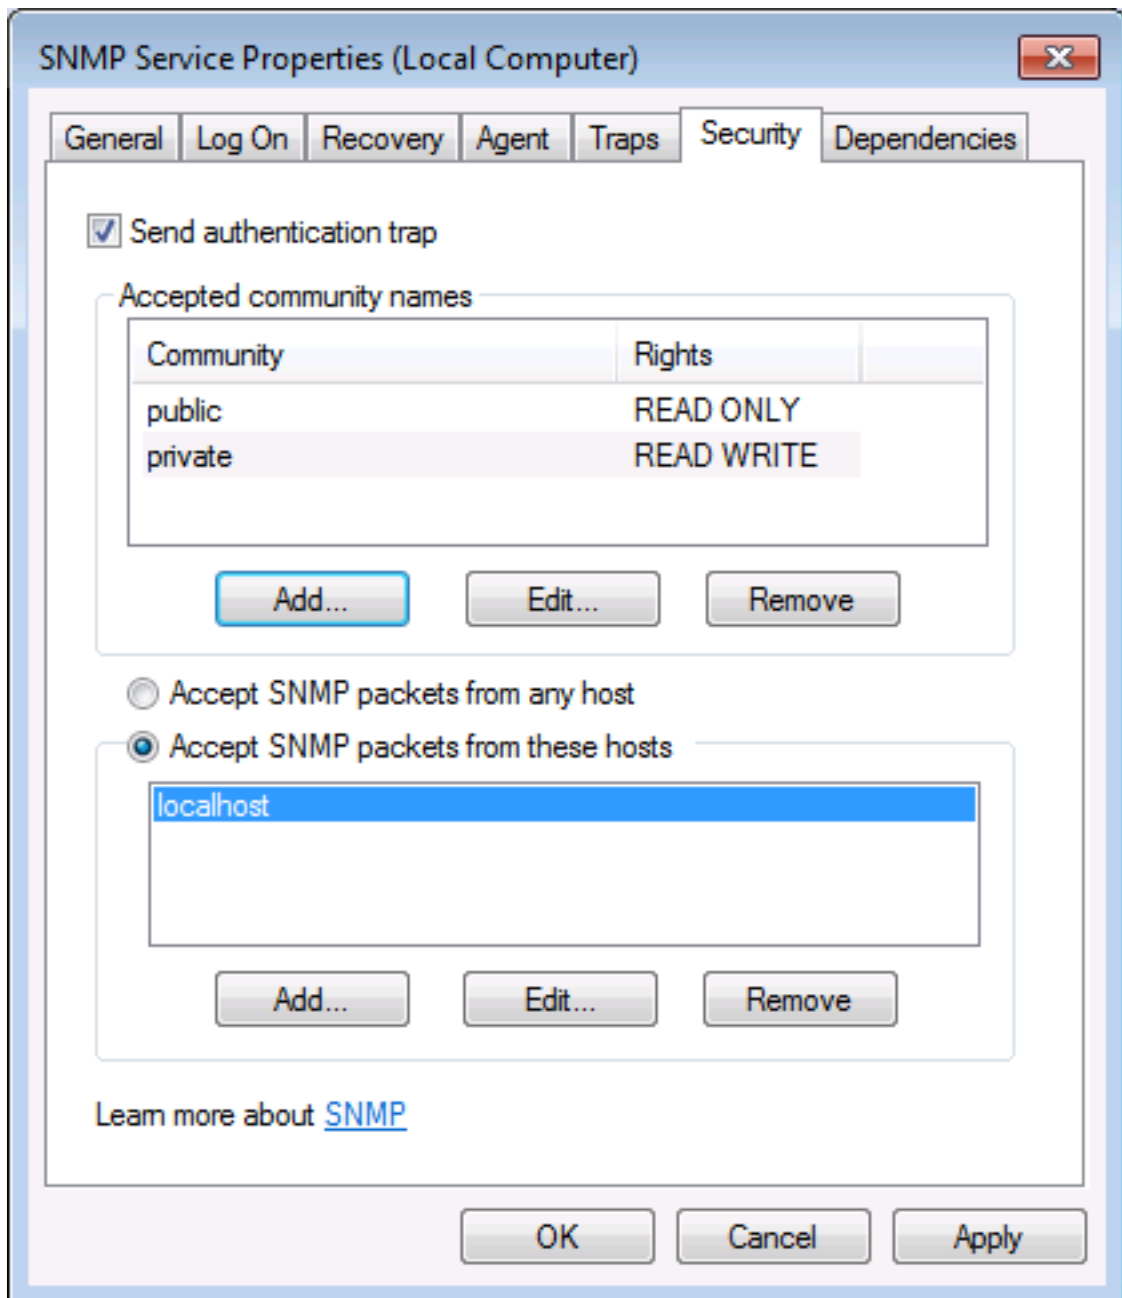 SNMP Service Properties (Local Computer)
General Log On Recovery Agent Traps Security Dependencies
Send authentication trap
Accepted community names
Community Rights
public READ ONLY
private READ WRITE
Add... Edit... Remove
Accept SNMP packets from any host
Accept SNMP packets from these hosts
localhost
Add... Edit... Remove
Learn more about SNMP
OK Cancel Apply